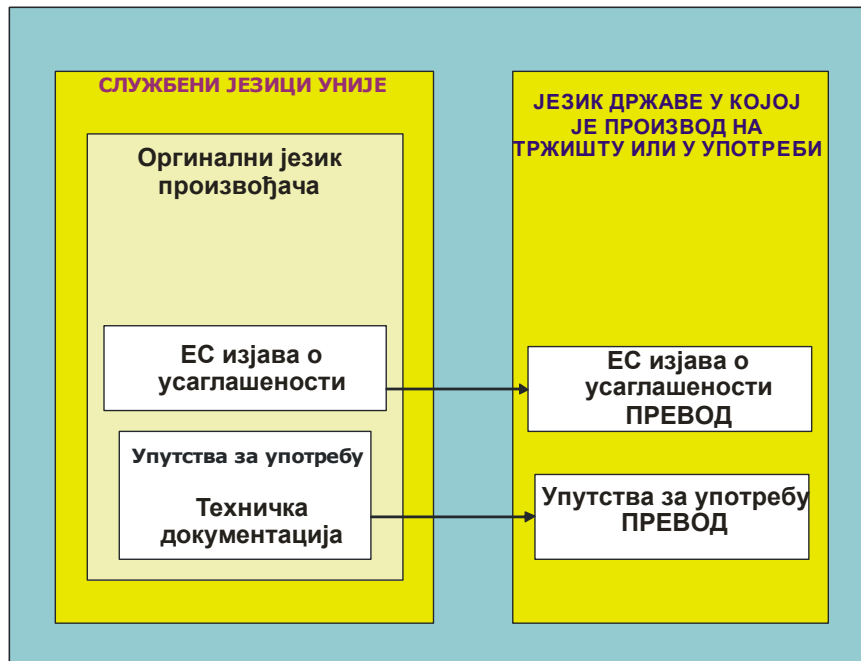 СЛУЖБЕНИ ЈЕЗИЦИ УНИЈЕ
Оргинални језик
произвођача
ЕС изјава о
усаглашености
Упутства за употребу
Техничка
документација
ЈЕЗИК ДРЖАВЕ У КОЈОЈ
ЈЕ ПРОИЗВОД НА
ТРЖИШТУ ИЛИ У УПОТРЕБИ
ЕС изјава о
усаглашености
ПРЕВОД
Упутства за употребу
ПРЕВОД